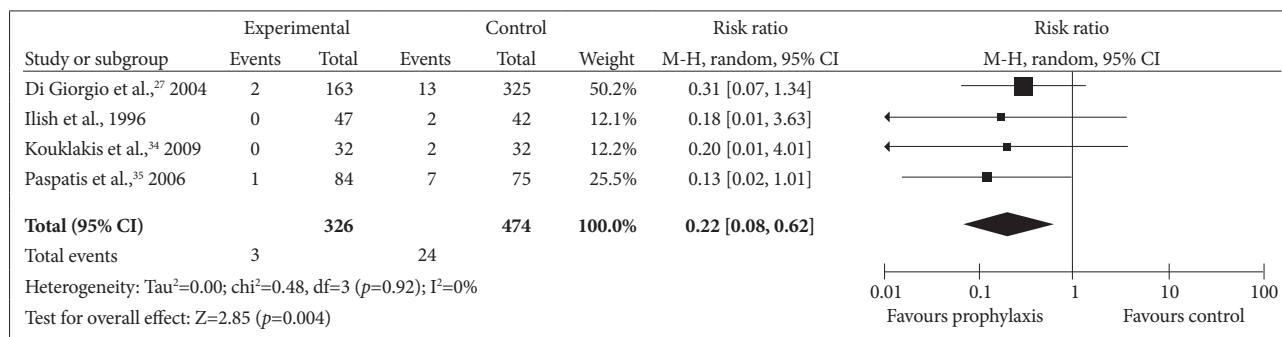 Experimental Control Risk ratio Risk ratio
Study or subgroup Events Total Events Total Weight M-H, random, 95% CI M-H, random, 95% CI
Di Giorgio et al.,²⁷ 2004 2 163 13 325 50.2% 0.31 [0.07, 1.34]
Ilish et al., 1996 0 47 2 42 12.1% 0.18 [0.01, 3.63]
Kouklakis et al.,³⁴ 2009 0 32 2 32 12.2% 0.20 [0.01, 4.01]
Paspatis et al.,³⁵ 2006 1 84 7 75 25.5% 0.13 [0.02, 1.01]
Total (95% CI) 326 474 100.0% 0.22 [0.08, 0.62]
Total events 3 24
Heterogeneity: Tau²=0.00; chi²=0.48, df=3 (p=0.92); I²=0%
Test for overall effect: Z=2.85 (p=0.004)
0.01 0.1 1 10 100
Favours prophylaxis Favours control